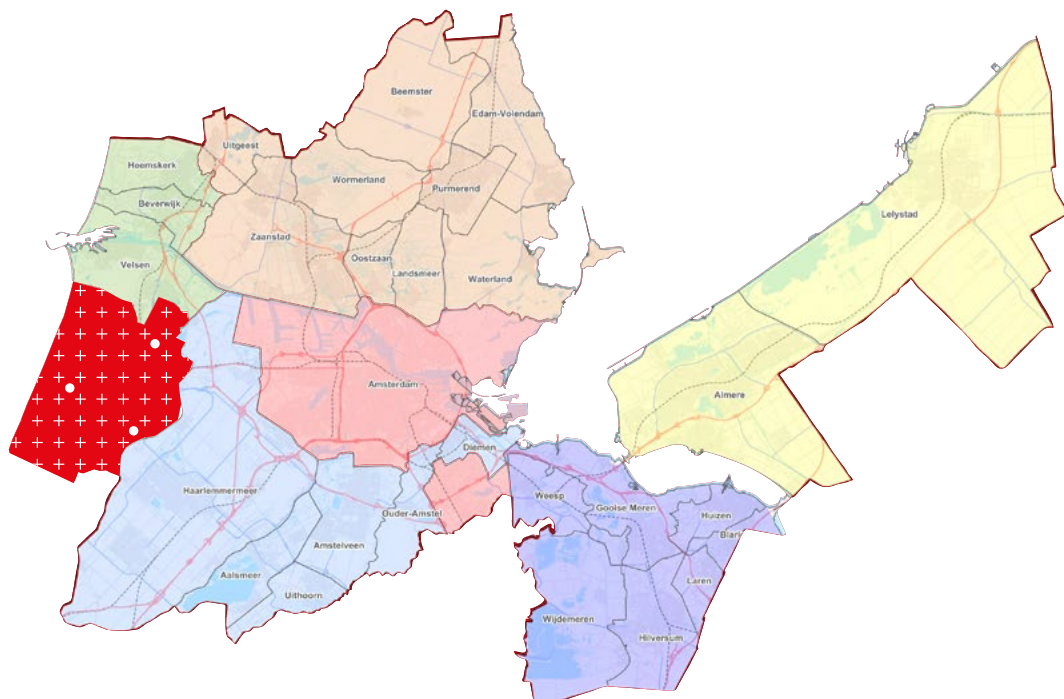 Beemster
Edam-Volendam
Uitgeest
Heemskerk
Wormerland
Purmerend
Beverwijk
Lelystad
Zaanstad
Oostzaan
Velsen
Landsmeer
Waterland
Amsterdam
Almere
Diemen
Haarlemmermeer
Weesp
Gooise Meren
Ouder-Amstel
Huizen
Blari
Amstelveen
Aalsmeer
Laren
Uithoorn
Wijdemeren
Hilversum